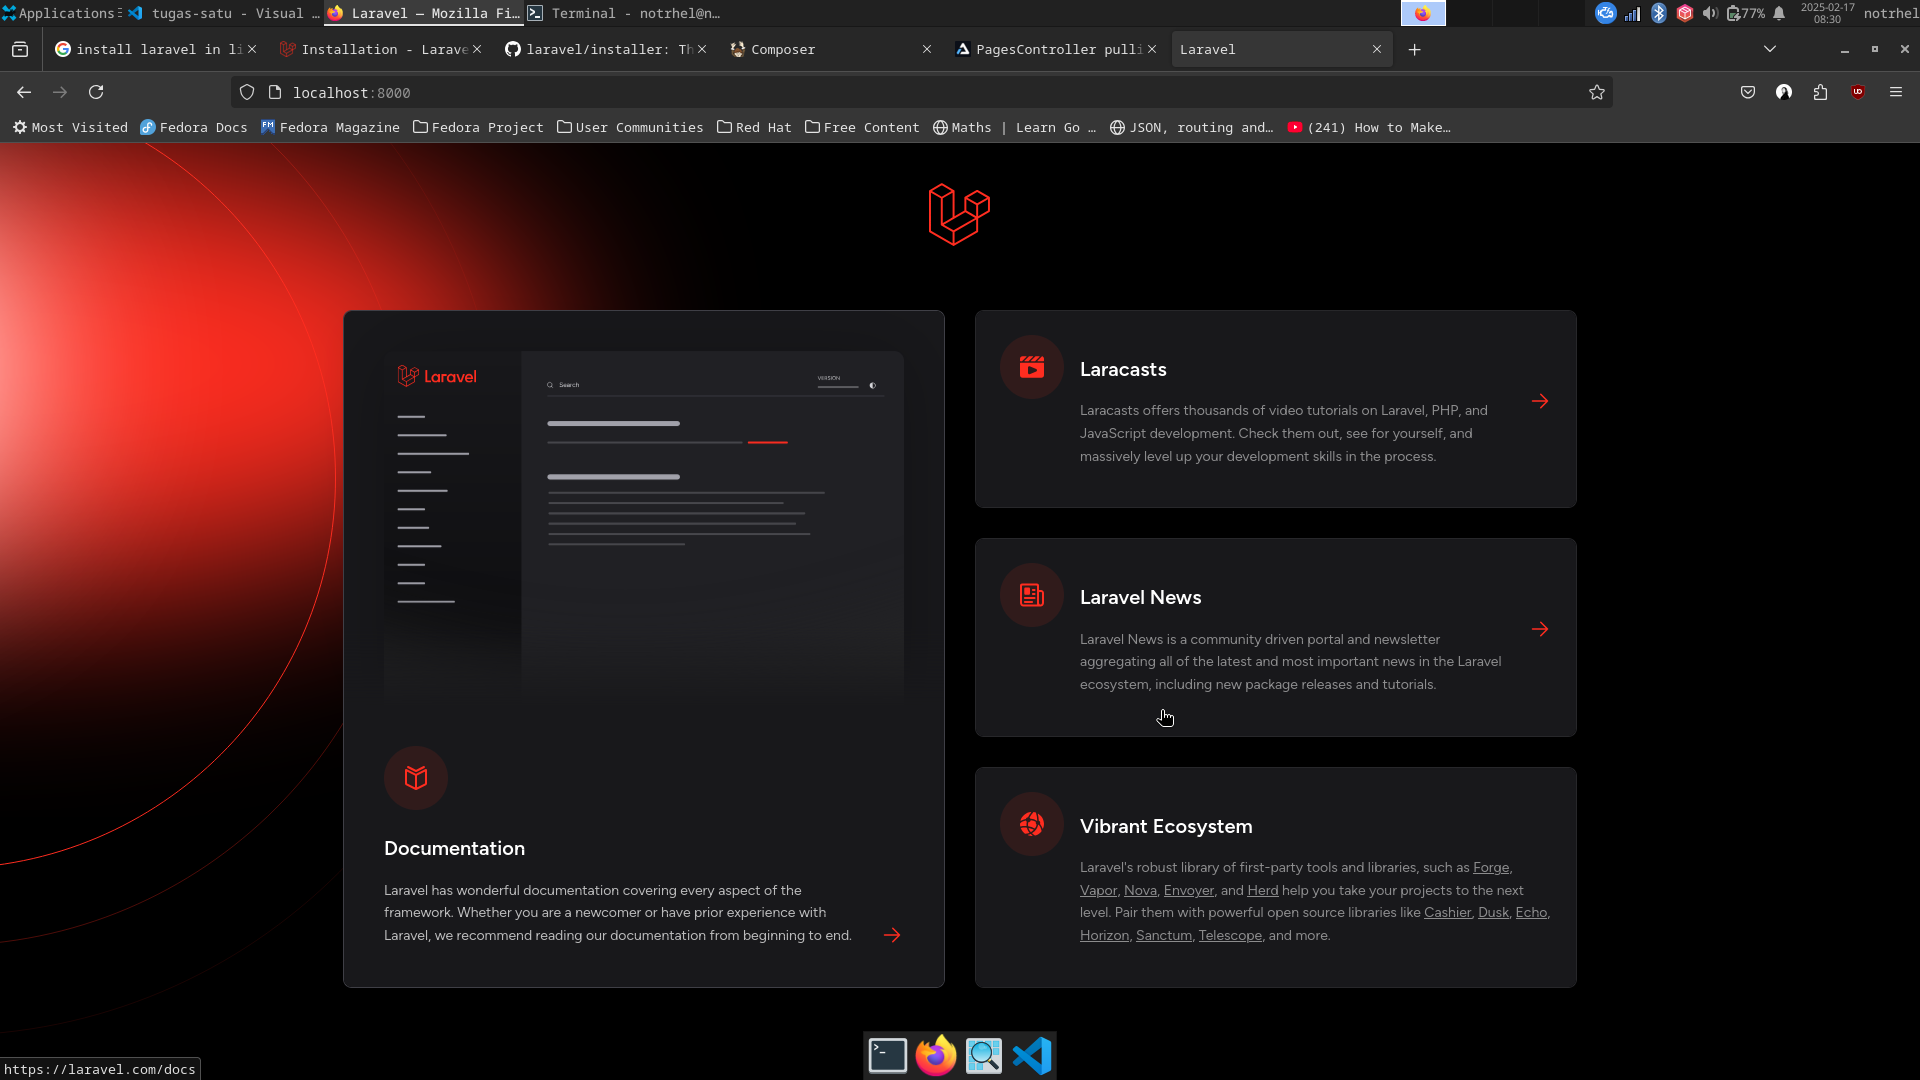 Applications
tugas-satu - Visual ...
Laravel — Mozilla Fi...
Terminal - notrhel@n...
77%
2025-02-17
08:30
notrhel
install laravel in li
Installation - Larave
laravel/installer: Th
Composer
PagesController pulli
Laravel
localhost:8000
Most Visited
Fedora Docs
Fedora Magazine
Fedora Project
User Communities
Red Hat
Free Content
Maths | Learn Go …
JSON, routing and…
(241) How to Make…
Laravel
Search
VERSION
Documentation
Laravel has wonderful documentation covering every aspect of the
framework. Whether you are a newcomer or have prior experience with
Laravel, we recommend reading our documentation from beginning to end.
Laracasts
Laracasts offers thousands of video tutorials on Laravel, PHP, and
JavaScript development. Check them out, see for yourself, and
massively level up your development skills in the process.
Laravel News
Laravel News is a community driven portal and newsletter
aggregating all of the latest and most important news in the Laravel
ecosystem, including new package releases and tutorials.
Vibrant Ecosystem
Laravel's robust library of first-party tools and libraries, such as Forge,
Vapor, Nova, Envoyer, and Herd help you take your projects to the next
level. Pair them with powerful open source libraries like Cashier, Dusk, Echo,
Horizon, Sanctum, Telescope, and more.
https://laravel.com/docs